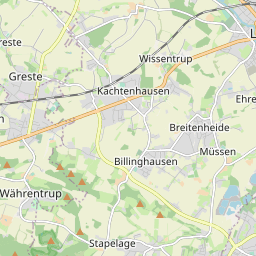 reste
Wissentrup
L
Greste
Kachtenhausen
Ehre
n
Breitenheide
Müssen
Billinghausen
Währentrup
Stapelage